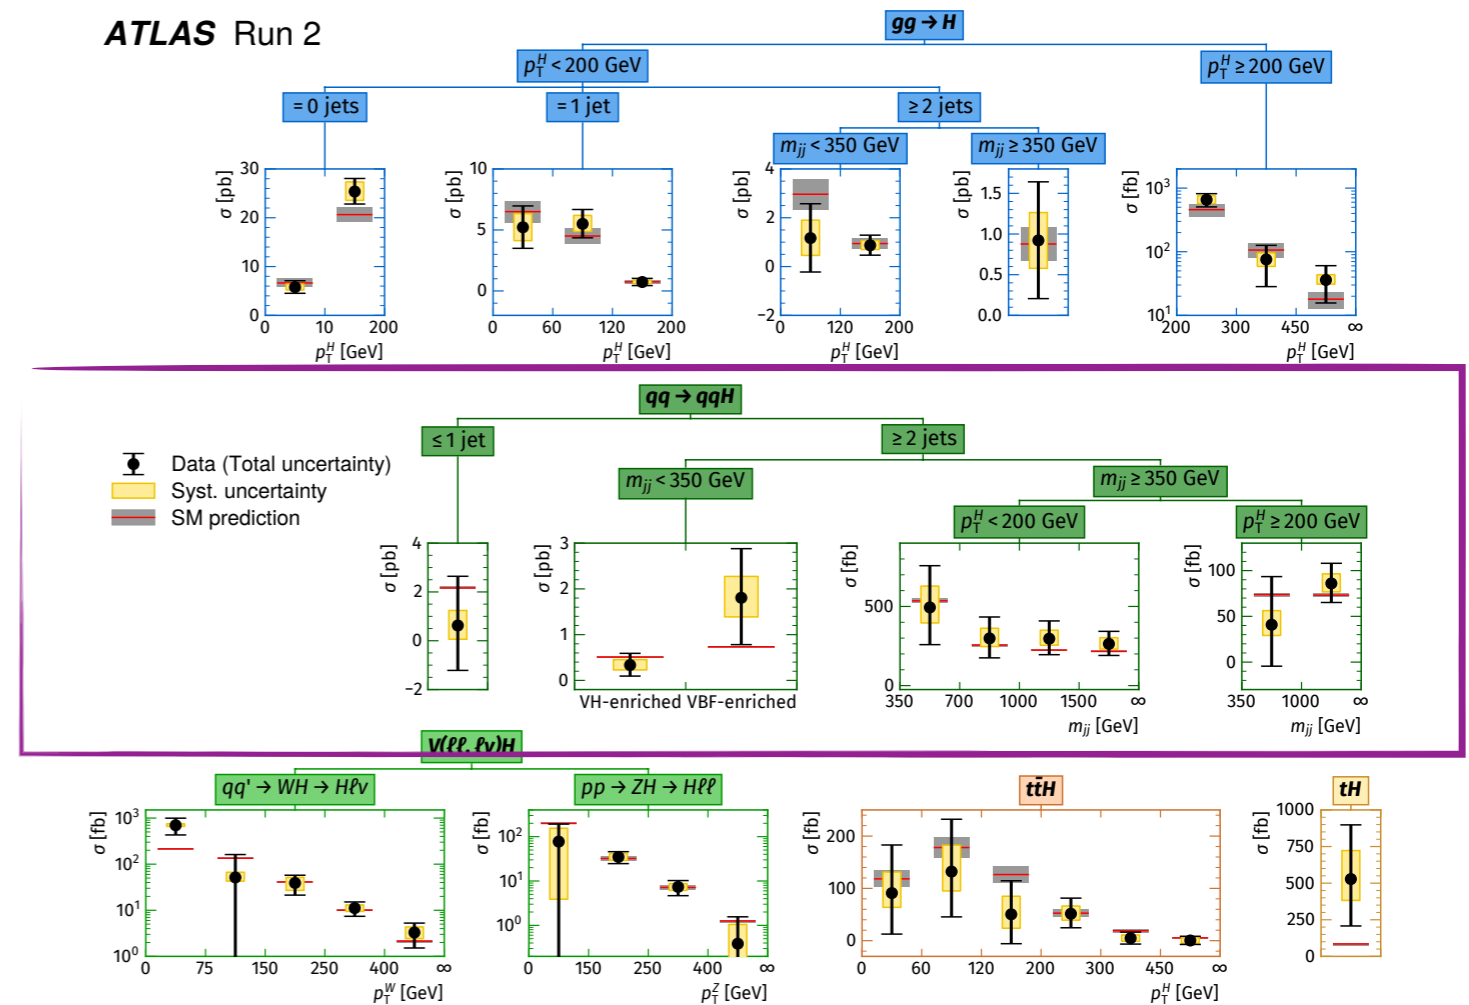 ATLAS Run 2
gg → H
p_T^H < 200 GeV
p_T^H ≥ 200 GeV
= 0 jets
= 1 jet
≥ 2 jets
m_jj < 350 GeV
m_jj ≥ 350 GeV
σ [pb]
30
20
10
0
0 10 200
p_T^H [GeV]
σ [pb]
10
5
0
0 60 120 200
p_T^H [GeV]
σ [pb]
4
2
0
−2
0 120 200
p_T^H [GeV]
σ [pb]
1.5
1.0
0.5
0.0
σ [fb]
10^3
10^2
10^1
200 300 450 ∞
p_T^H [GeV]
qq → qqH
≤ 1 jet
≥ 2 jets
m_jj < 350 GeV
m_jj ≥ 350 GeV
p_T^H < 200 GeV
p_T^H ≥ 200 GeV
Data (Total uncertainty)
Syst. uncertainty
SM prediction
σ [pb]
4
2
0
−2
σ [pb]
3
2
1
0
VH-enriched VBF-enriched
σ [fb]
500
0
350 700 1000 1500 ∞
m_jj [GeV]
σ [fb]
100
50
0
350 1000 ∞
m_jj [GeV]
V(ℓℓ, ℓν)H
qq' → WH → Hℓν
pp → ZH → Hℓℓ
tt̄H
tH
σ [fb]
10^3
10^2
10^1
10^0
0 75 150 250 400 ∞
p_T^W [GeV]
σ [fb]
10^2
10^1
10^0
0 75 150 250 400 ∞
p_T^Z [GeV]
σ [fb]
200
100
0
0 60 120 200 300 450 ∞
p_T^H [GeV]
σ [fb]
1000
750
500
250
0